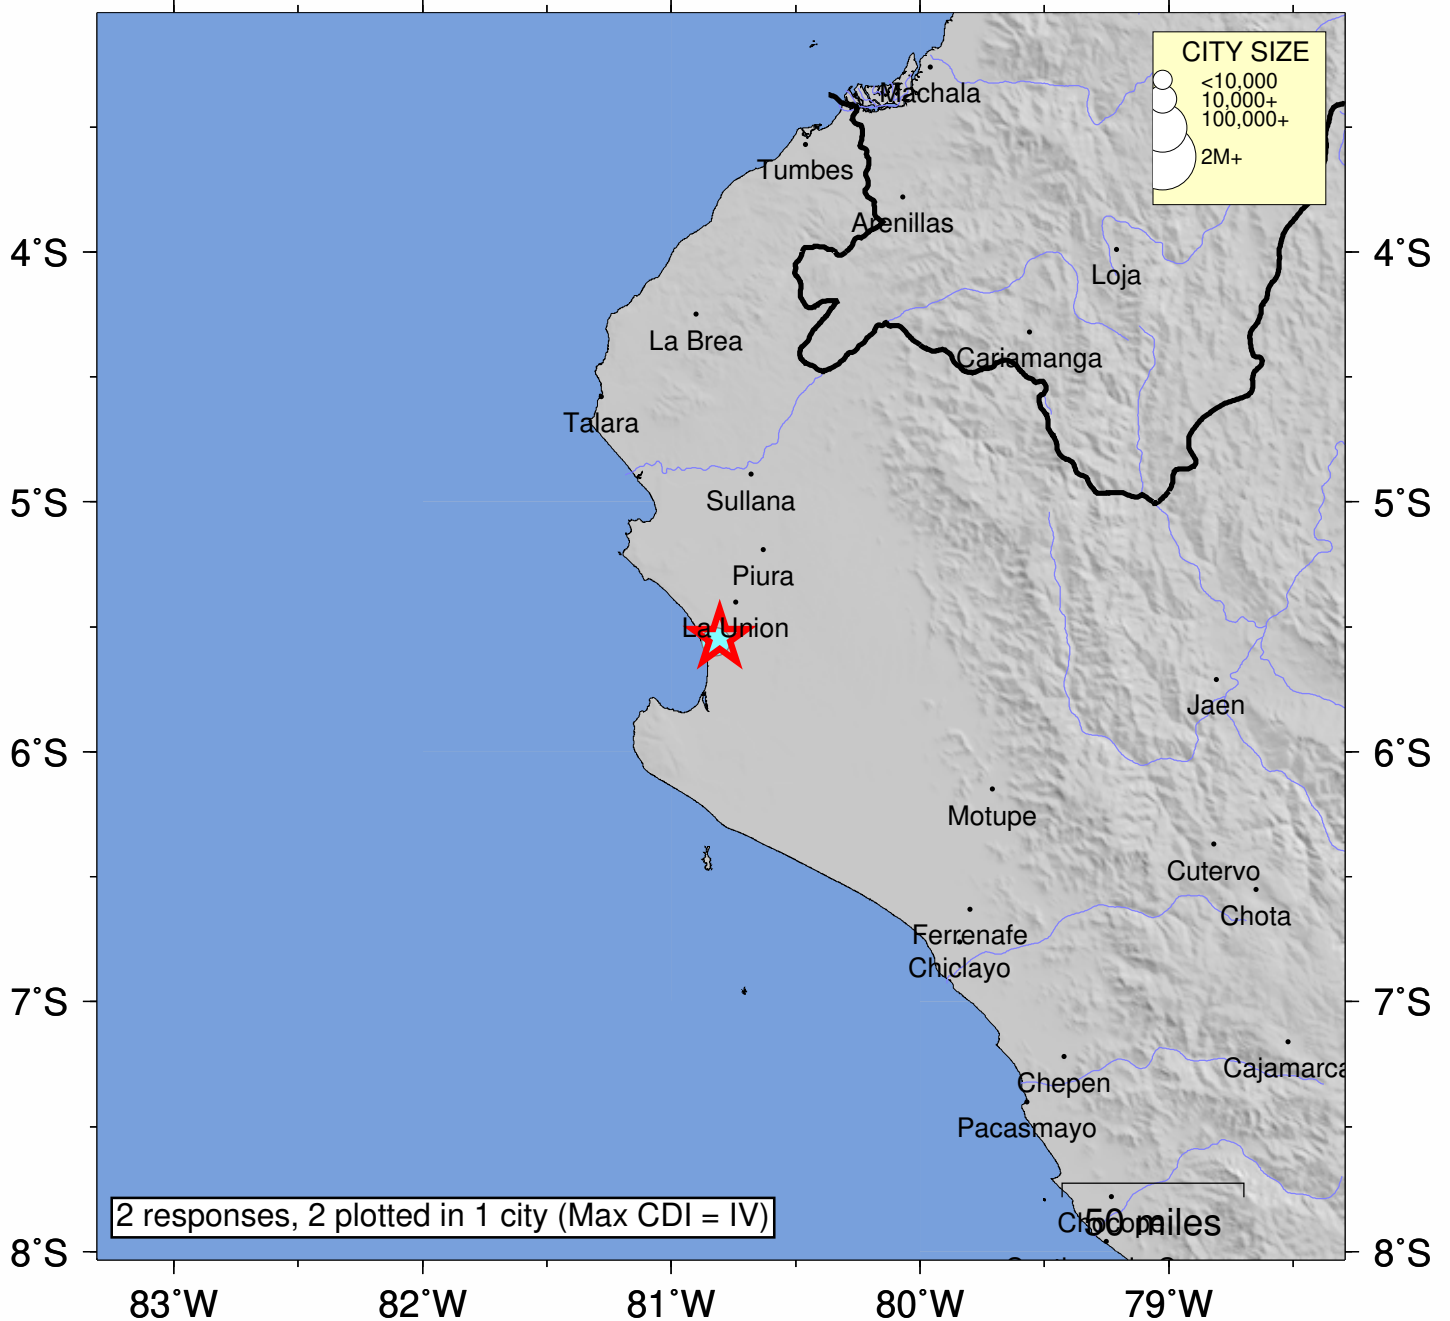 CITY SIZE
<10,000
10,000+
100,000+
2M+
Machala
Tumbes
Arenillas
4°S
4°S
Loja
La Brea
Cariamanga
Talara
5°S
5°S
Sullana
Piura
La Union
Jaen
6°S
6°S
Motupe
Cutervo
Chota
Ferrenafe
Chiclayo
7°S
7°S
Cajamarca
Chepen
Pacasmayo
2 responses, 2 plotted in 1 city (Max CDI = IV)
Chocope
50 miles
8°S
8°S
83°W
82°W
81°W
80°W
79°W